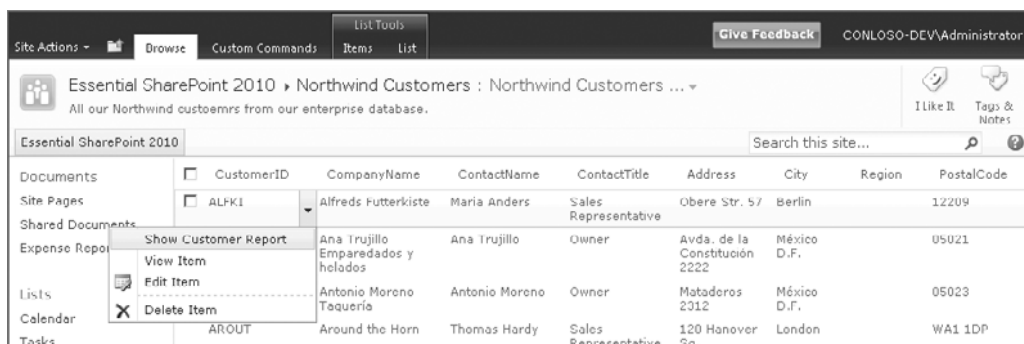 List Tools
Site Actions Browse Custom Commands Items List Give Feedback CONLOSO-DEV\Administrator
Essential SharePoint 2010 ▸ Northwind Customers : Northwind Customers ...
All our Northwind custoemrs from our enterprise database.
I Like It Tags & Notes
Essential SharePoint 2010 Search this site...
Documents CustomerID CompanyName ContactName ContactTitle Address City Region PostalCode
Site Pages ALFKI Alfreds Futterkiste Maria Anders Sales Obere Str. 57 Berlin 12209
Representative
Shared Documents
Show Customer Report
Expense Repor Ana Trujillo Ana Trujillo Owner Avda. de la México 05021
Emparedados y Constitución D.F.
helados 2222
View Item
Edit Item
Lists Antonio Moreno Antonio Moreno Owner Mataderos México 05023
Taquería 2312 D.F.
Delete Item
Calendar
AROUT Around the Horn Thomas Hardy Sales 120 Hanover London WA1 1DP
Representative Sq.
Tasks